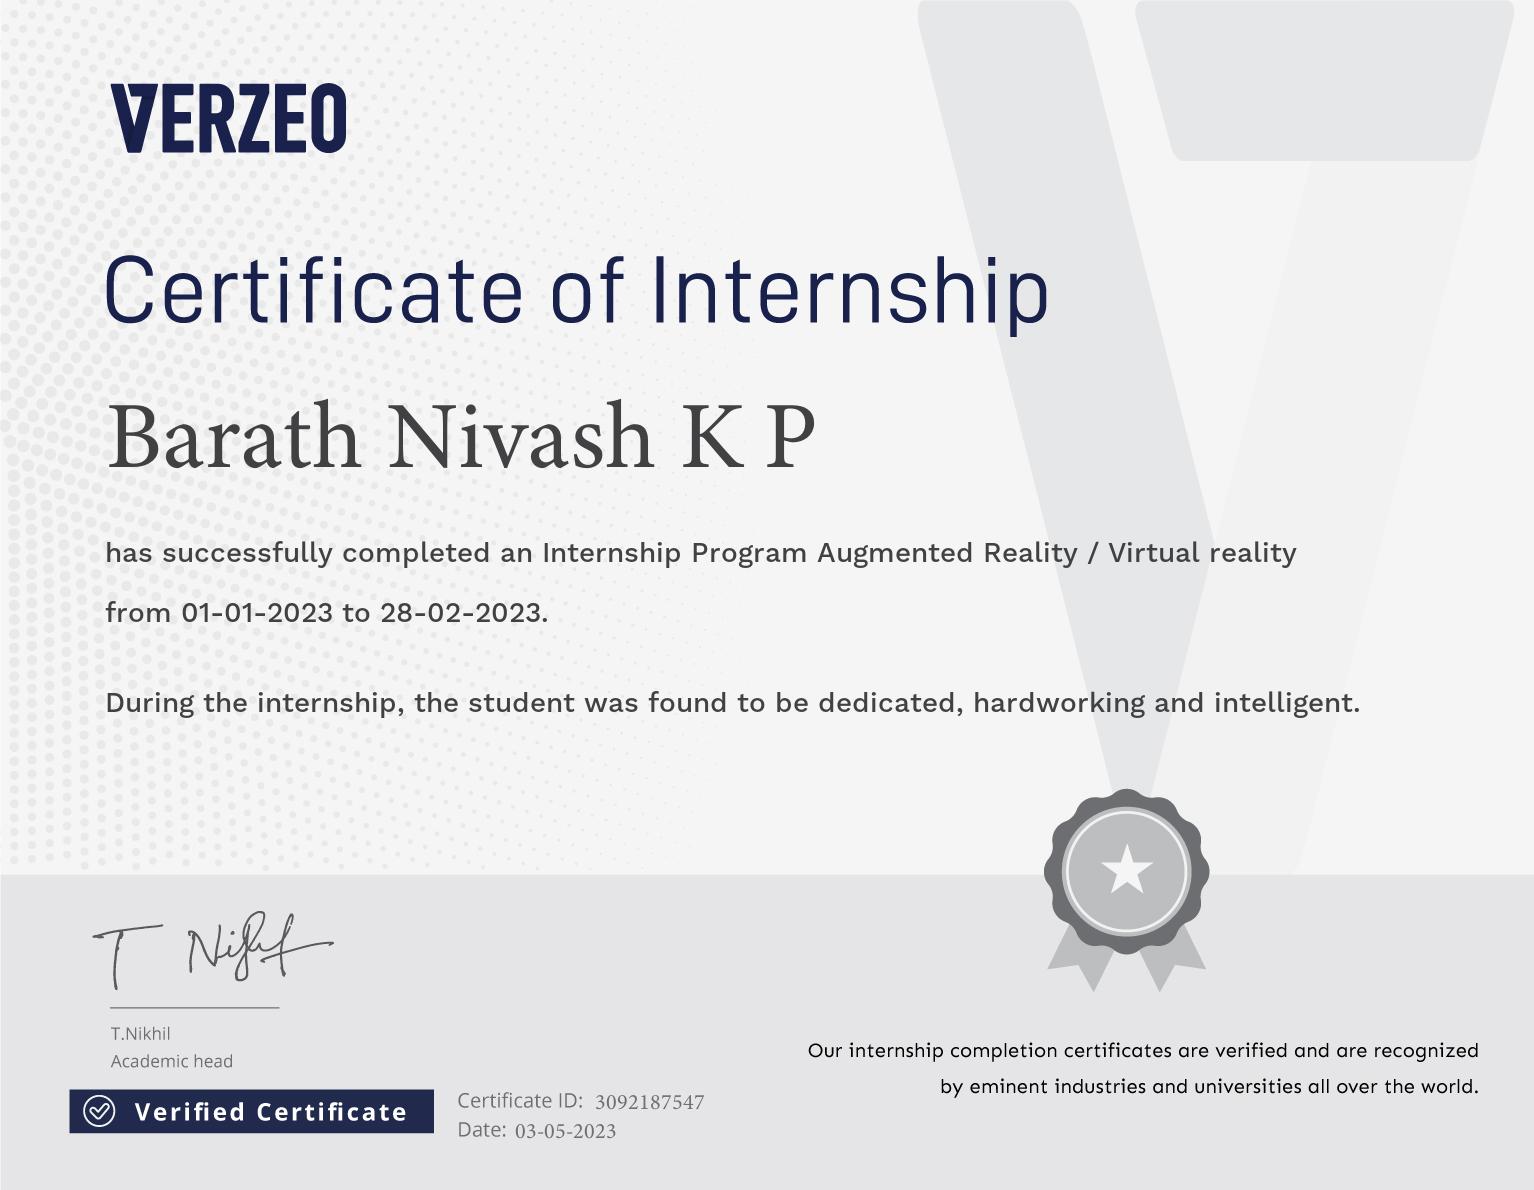 VERZEO
Certificate of Internship
Barath Nivash K P
has successfully completed an Internship Program Augmented Reality / Virtual reality
from 01-01-2023 to 28-02-2023.
During the internship, the student was found to be dedicated, hardworking and intelligent.
T Nikhil
T.Nikhil
Academic head
Verified Certificate
Certificate ID: 3092187547
Date: 03-05-2023
Our internship completion certificates are verified and are recognized
by eminent industries and universities all over the world.